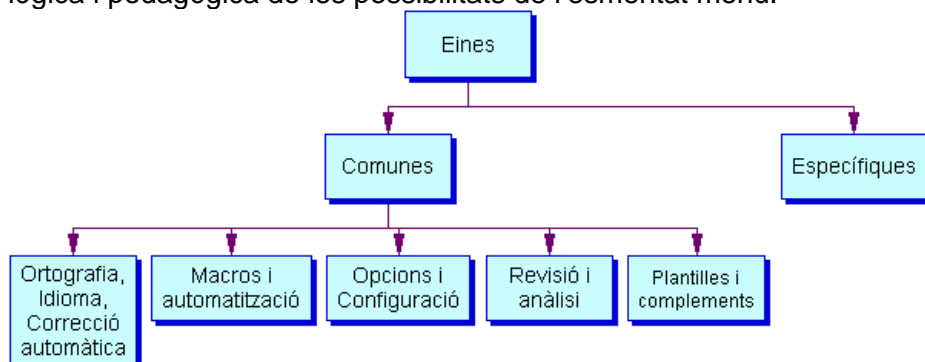 lògica i pedagògica de les possibilitats de l'esmentat menú.
Eines
Comunes
Específiques
Ortografia,
Idioma,
Correcció
automàtica
Macros i
automatització
Opcions i
Configuració
Revisió i
anàlisi
Plantilles i
complements